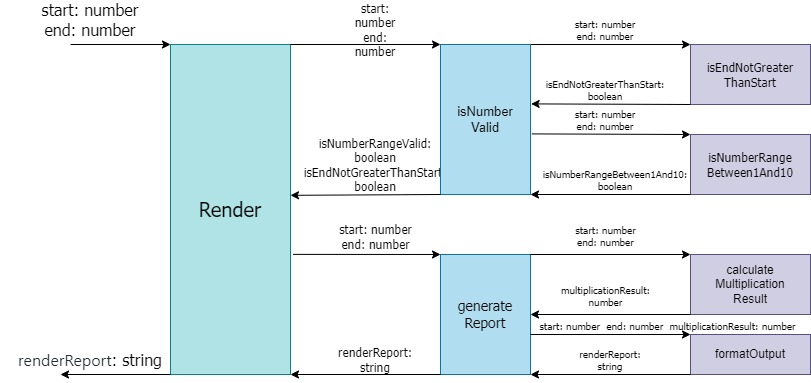 start: number
end: number
start:
number
end:
number
start: number
end: number
isEndNotGreater
ThanStart
isEndNotGreaterThanStart:
boolean
isNumber
Valid
start: number
end: number
isNumberRangeValid:
boolean
isEndNotGreaterThanStart
boolean
isNumberRange
Between1And10
isNumberRangeBetween1And10:
boolean
Render
start: number
end: number
start: number
end: number
calculate
Multiplication
Result
multiplicationResult:
number
generate
Report
start: number end: number multiplicationResult: number
formatOutput
renderReport:
string
renderReport:
string
renderReport: string